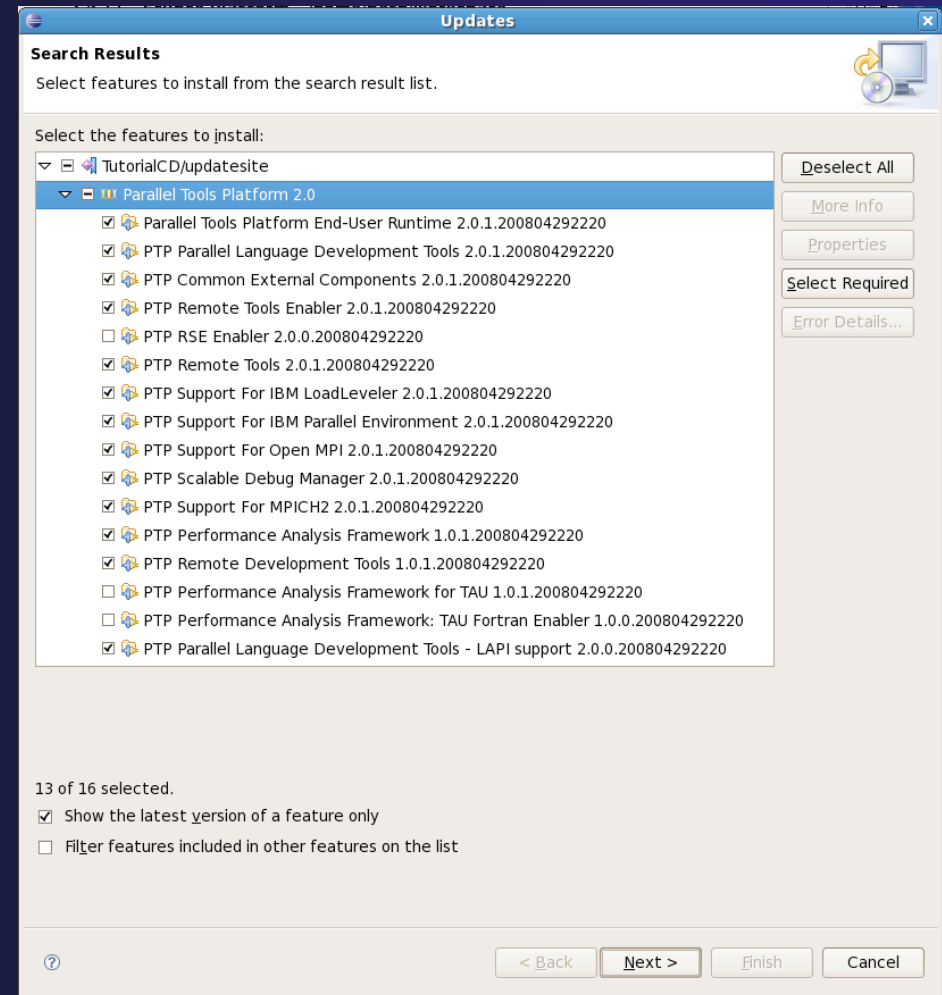 Updates
Search Results
Select features to install from the search result list.
Select the features to install:
TutorialCD/updatesite
Parallel Tools Platform 2.0
Parallel Tools Platform End-User Runtime 2.0.1.200804292220
PTP Parallel Language Development Tools 2.0.1.200804292220
PTP Common External Components 2.0.1.200804292220
PTP Remote Tools Enabler 2.0.1.200804292220
PTP RSE Enabler 2.0.0.200804292220
PTP Remote Tools 2.0.1.200804292220
PTP Support For IBM LoadLeveler 2.0.1.200804292220
PTP Support For IBM Parallel Environment 2.0.1.200804292220
PTP Support For Open MPI 2.0.1.200804292220
PTP Scalable Debug Manager 2.0.1.200804292220
PTP Support For MPICH2 2.0.1.200804292220
PTP Performance Analysis Framework 1.0.1.200804292220
PTP Remote Development Tools 1.0.1.200804292220
PTP Performance Analysis Framework for TAU 1.0.1.200804292220
PTP Performance Analysis Framework: TAU Fortran Enabler 1.0.0.200804292220
PTP Parallel Language Development Tools - LAPI support 2.0.0.200804292220
Deselect All
More Info
Properties
Select Required
Error Details...
13 of 16 selected.
Show the latest version of a feature only
Filter features included in other features on the list
< Back
Next >
Finish
Cancel